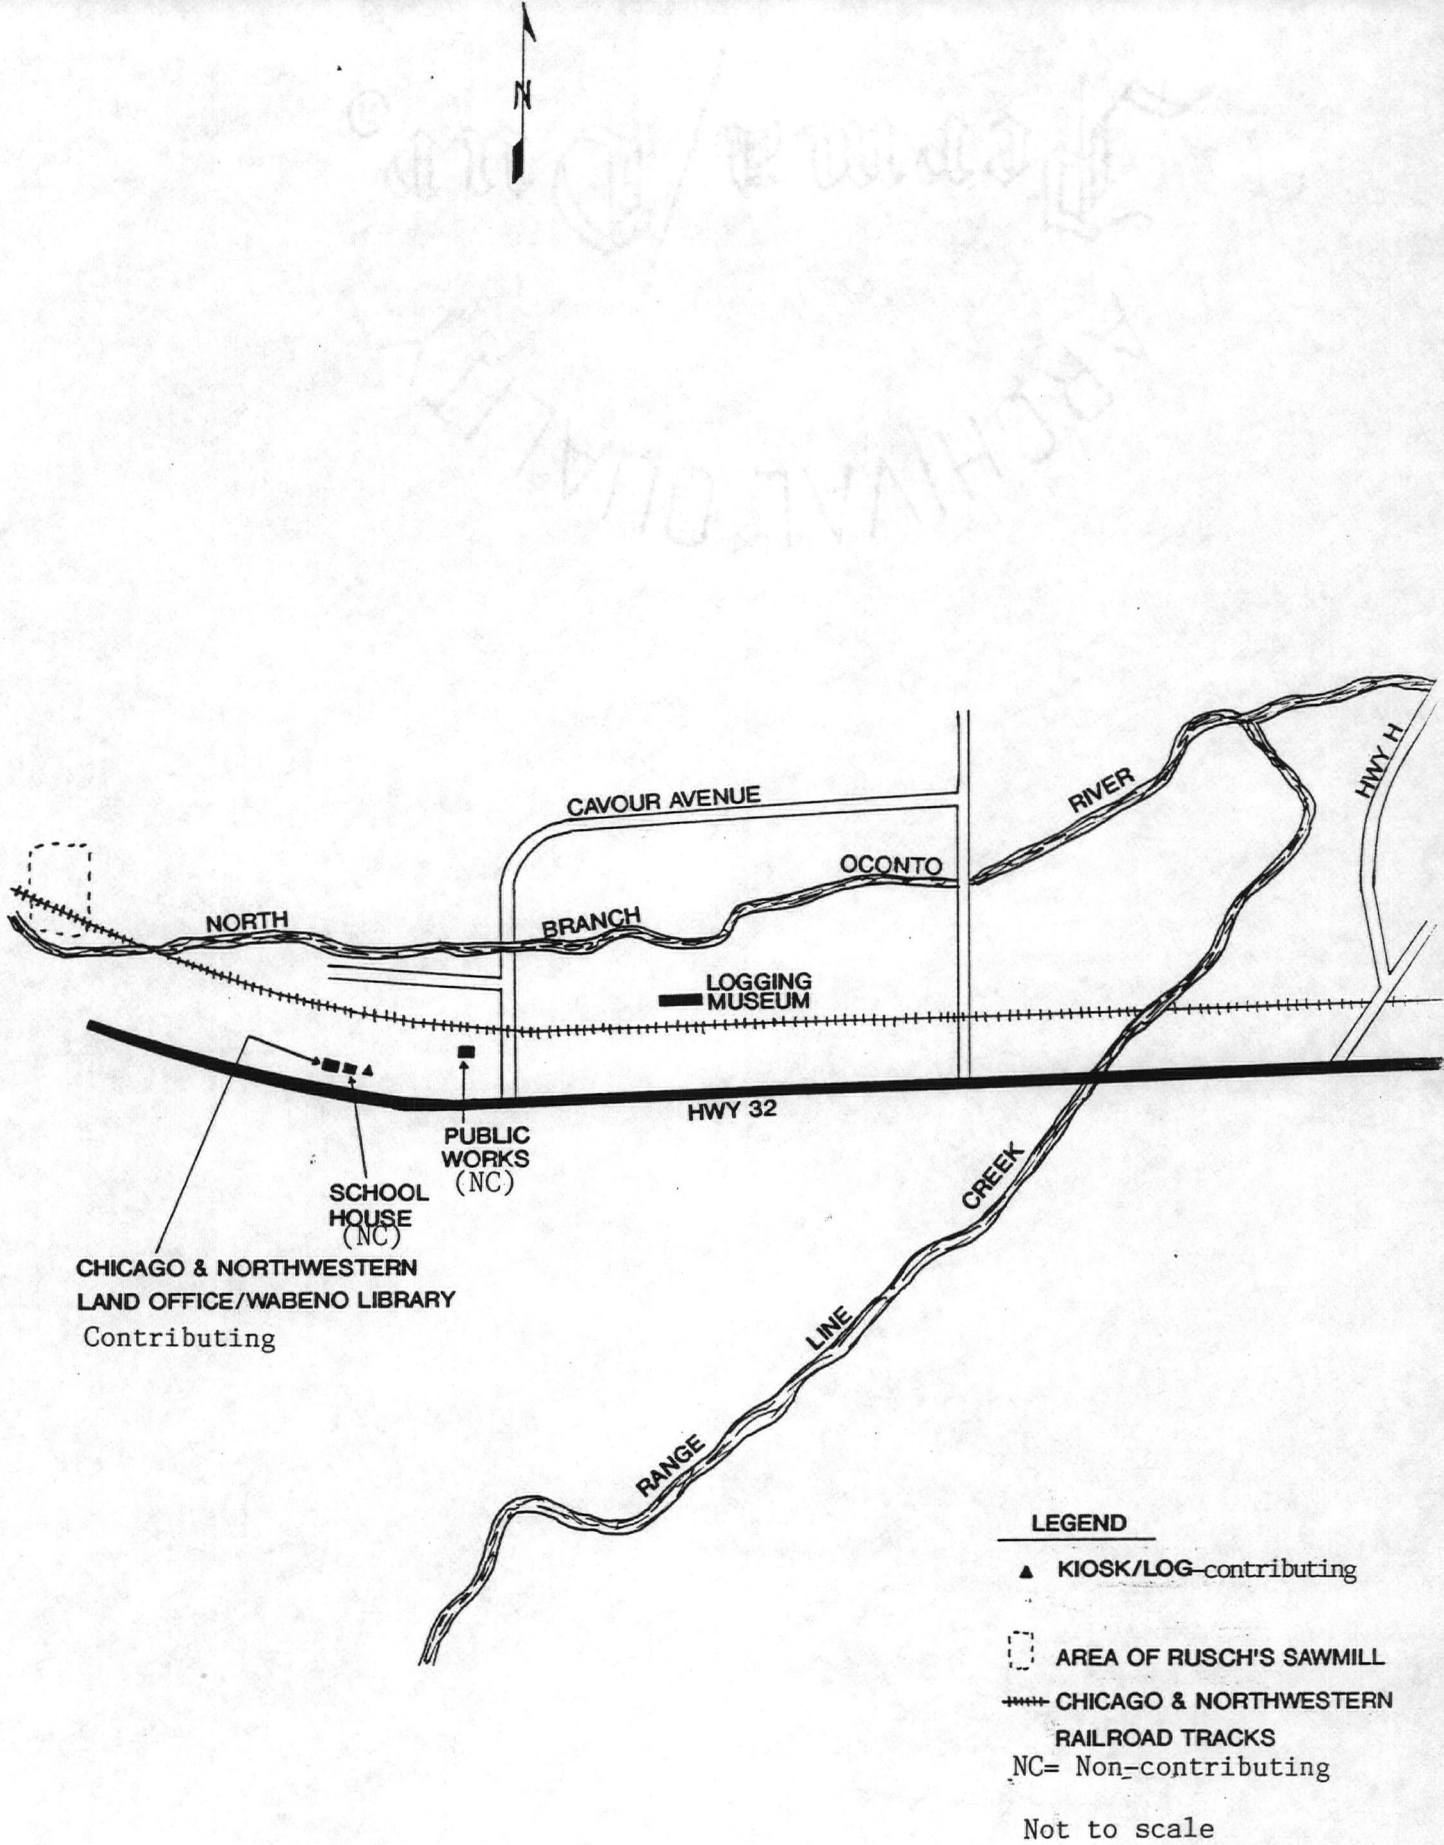 N
CAVOUR AVENUE
RIVER
HWY H
OCONTO
NORTH
BRANCH
LOGGING
MUSEUM
HWY 32
PUBLIC
WORKS
(NC)
SCHOOL
HOUSE
(NC)
CREEK
CHICAGO & NORTHWESTERN
LAND OFFICE/WABENO LIBRARY
Contributing
LINE
RANGE
LEGEND
KIOSK/LOG-contributing
AREA OF RUSCH'S SAWMILL
CHICAGO & NORTHWESTERN
RAILROAD TRACKS
NC= Non-contributing
Not to scale